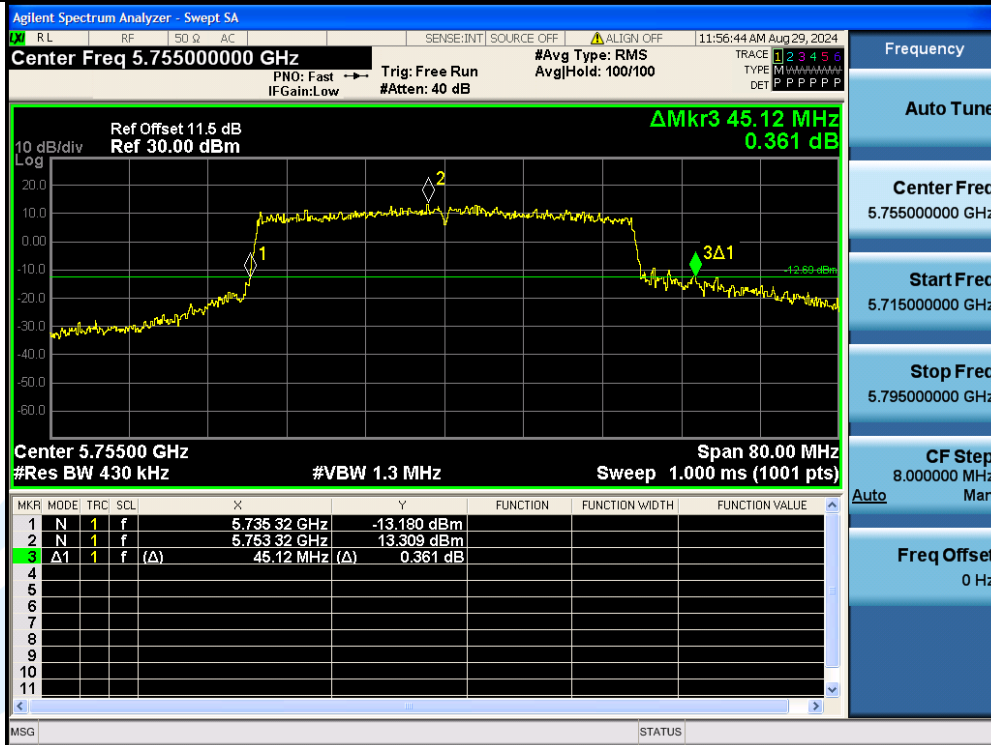 Agilent Spectrum Analyzer - Swept SA
LXI RL RF 50 Ω AC SENSE:INT SOURCE OFF ALIGN OFF 11:56:44 AM Aug 29, 2024
Center Freq 5.755000000 GHz
PNO: Fast
IFGain:Low
Trig: Free Run
#Atten: 40 dB
#Avg Type: RMS
Avg|Hold: 100/100
TRACE 1 2 3 4 5 6
TYPE M
DET P P P P P P
ΔMkr3 45.12 MHz
0.361 dB
Ref Offset 11.5 dB
10 dB/div Ref 30.00 dBm
Log
20.0
10.0
0.00
-10.0
-20.0
-30.0
-40.0
-50.0
-60.0
2
1
3Δ1
-12.69 dBm
Center 5.75500 GHz Span 80.00 MHz
#Res BW 430 kHz #VBW 1.3 MHz Sweep 1.000 ms (1001 pts)
MKR MODE TRC SCL X Y FUNCTION FUNCTION WIDTH FUNCTION VALUE
1 N 1 f 5.735 32 GHz -13.180 dBm
2 N 1 f 5.753 32 GHz 13.309 dBm
3 Δ1 1 f (Δ) 45.12 MHz (Δ) 0.361 dB
4
5
6
7
8
9
10
11
MSG STATUS
Frequency
Auto Tune
Center Freq
5.755000000 GHz
Start Freq
5.715000000 GHz
Stop Freq
5.795000000 GHz
CF Step
8.000000 MHz
Auto Man
Freq Offset
0 Hz